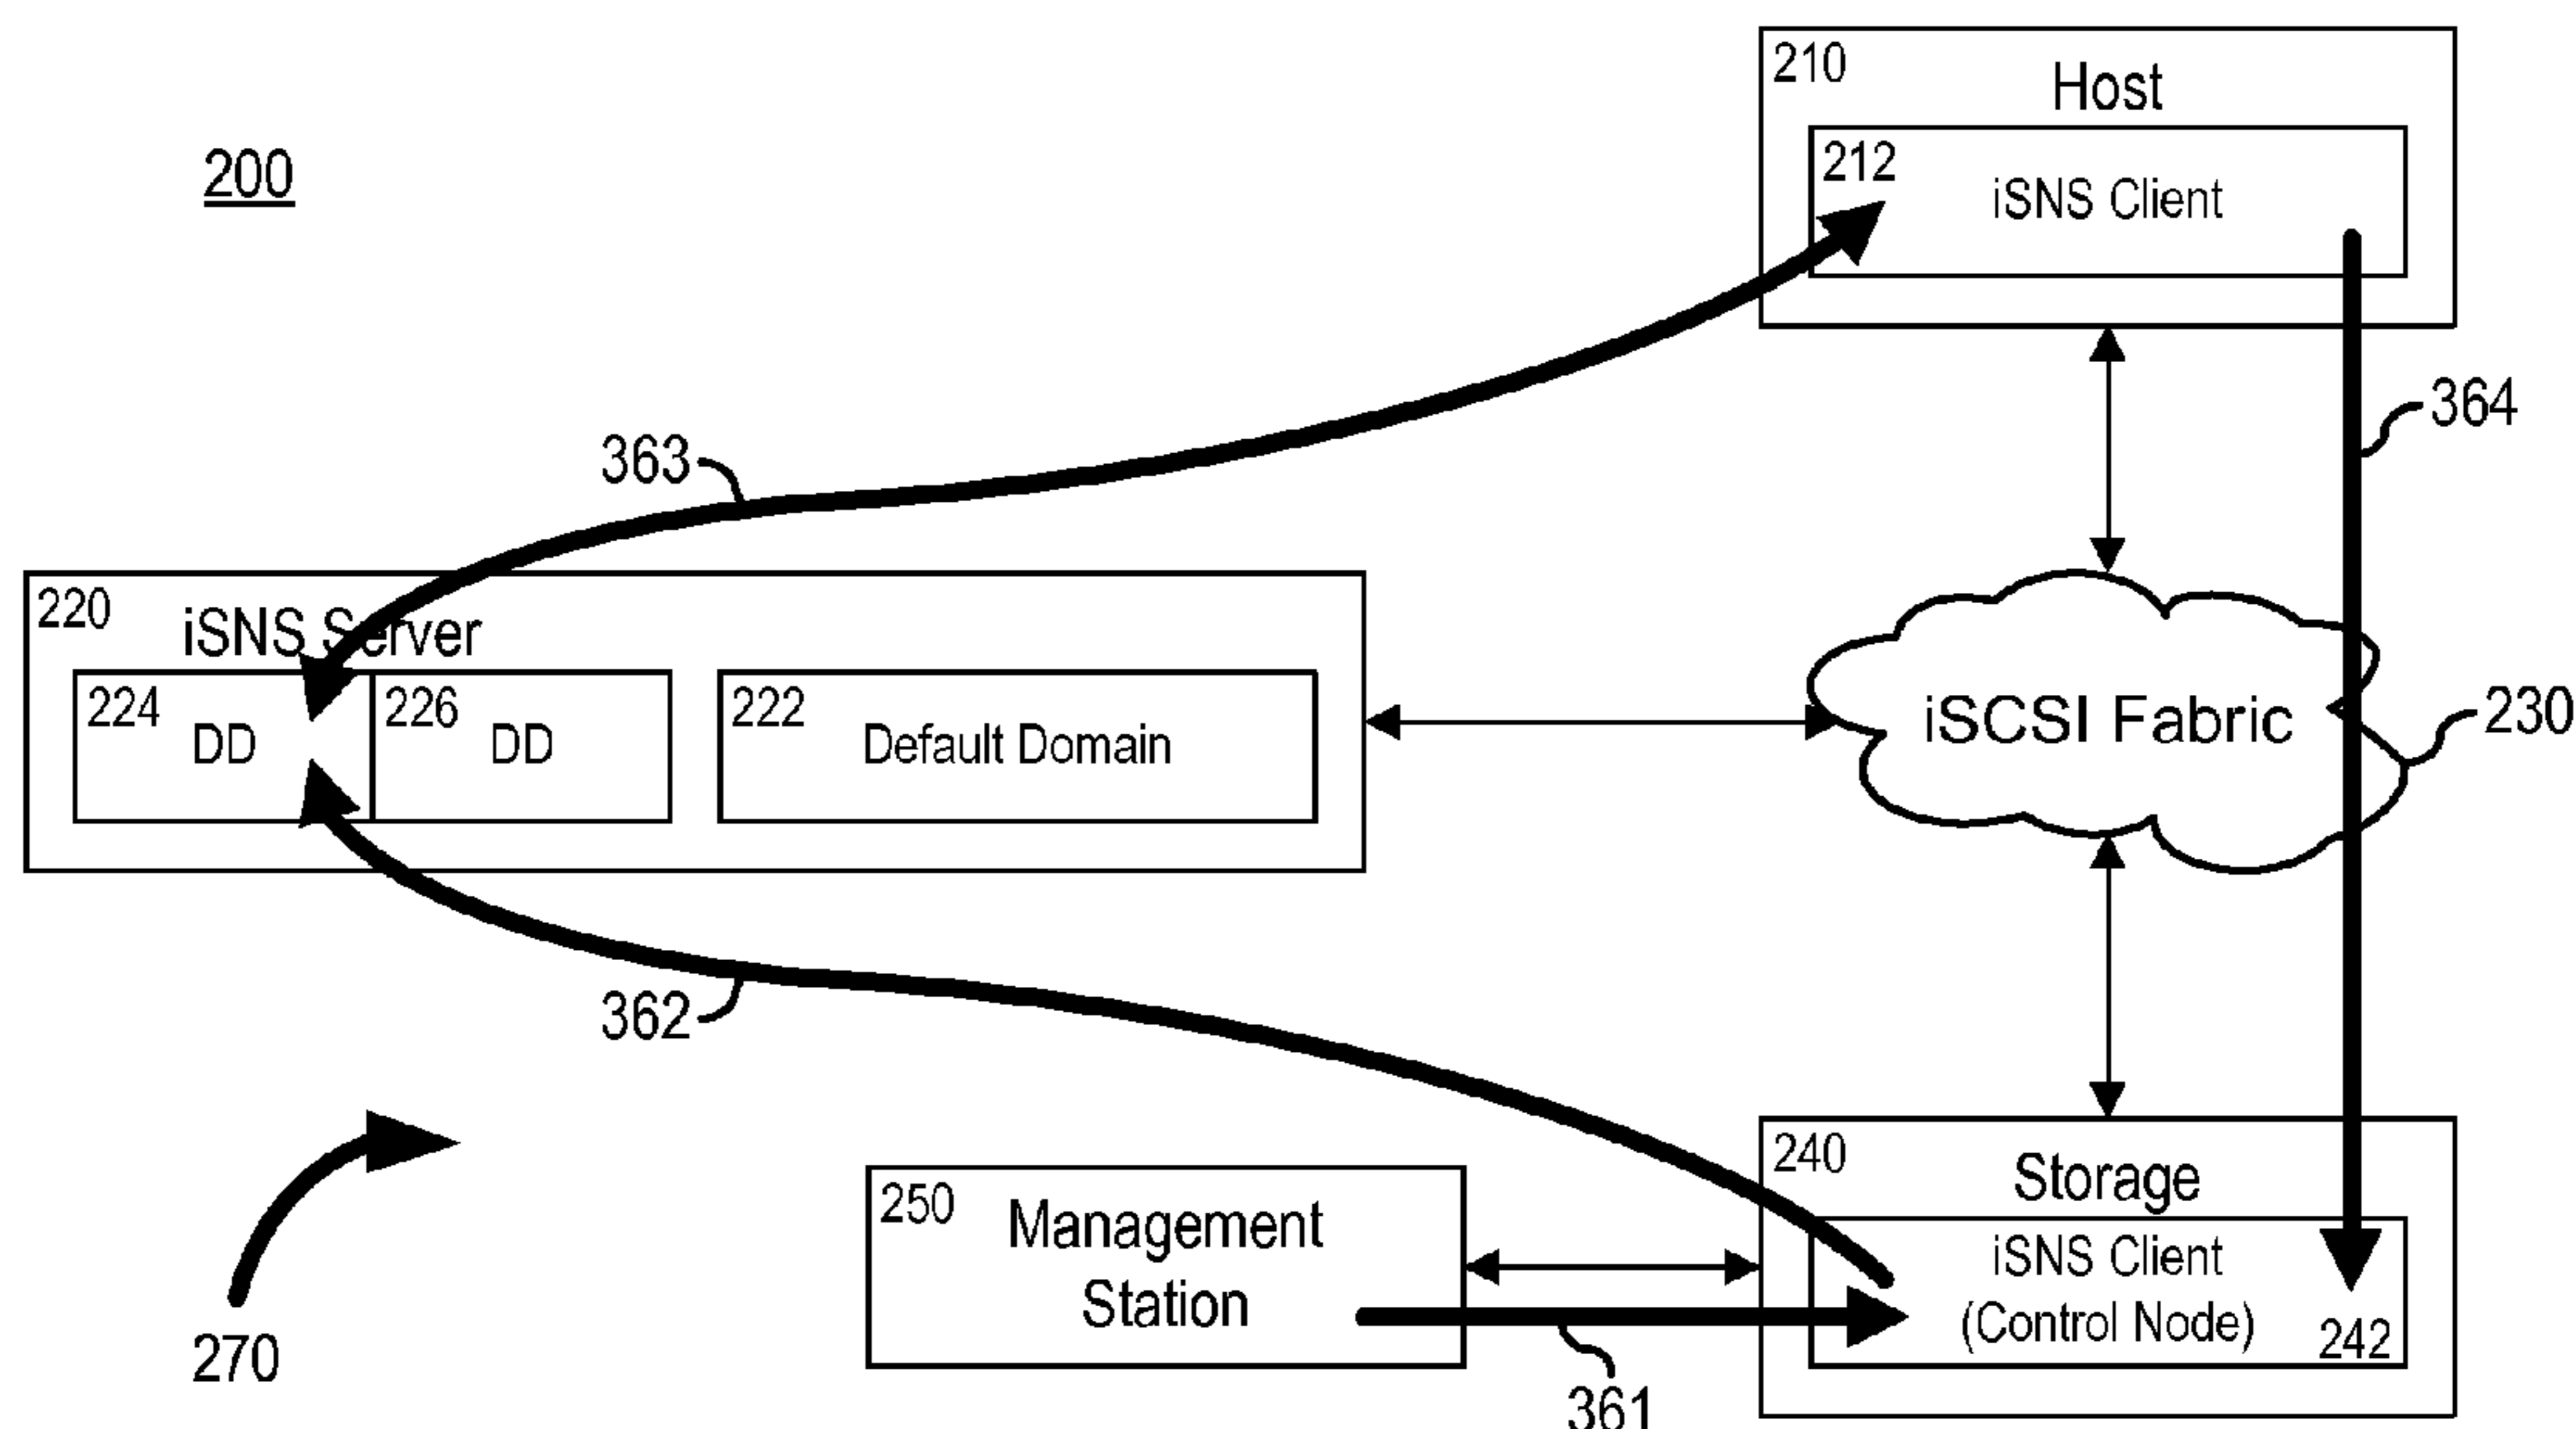 200
210
Host
212
iSNS Client
364
363
220
iSNS Server
224
DD
226
DD
222
Default Domain
iSCSI Fabric
230
362
270
250
Management
Station
361
240
Storage
iSNS Client
(Control Node)
242